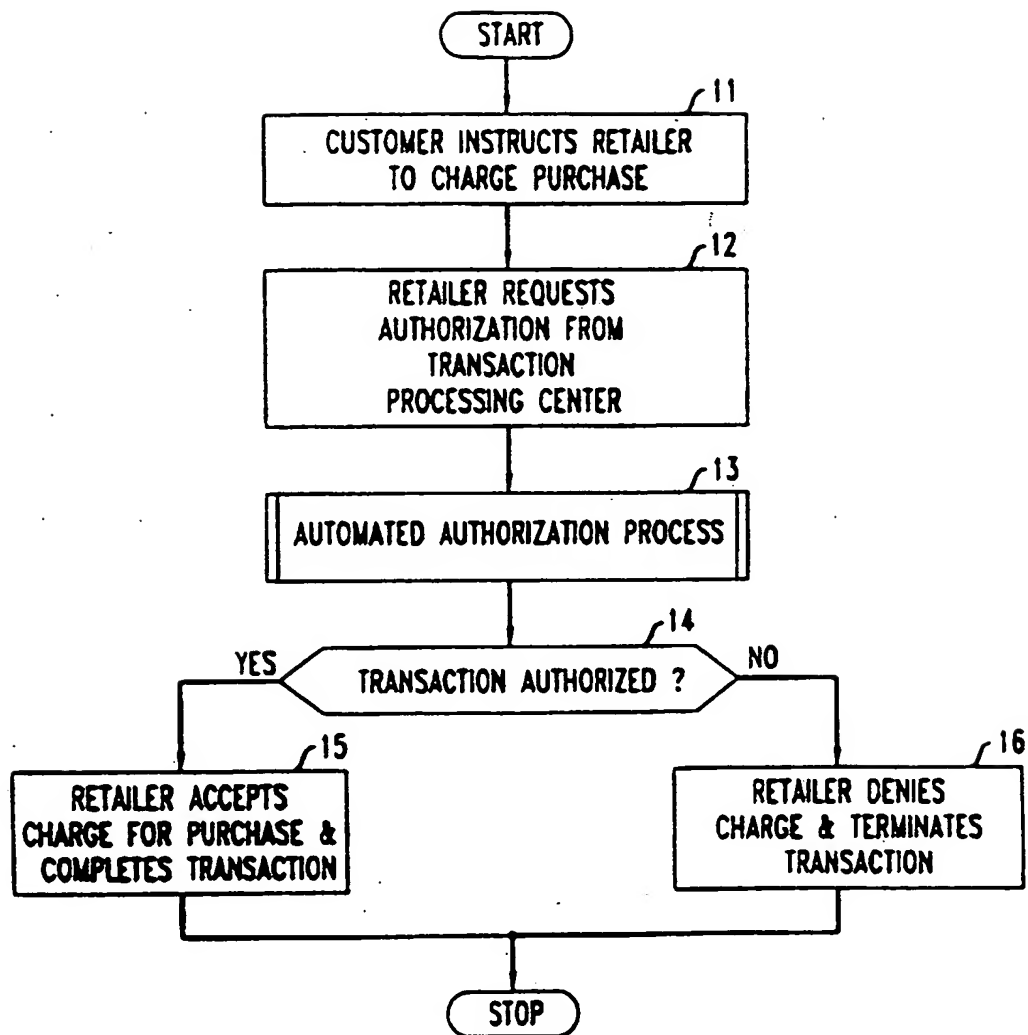 START
11
CUSTOMER INSTRUCTS RETAILER
TO CHARGE PURCHASE
12
RETAILER REQUESTS
AUTHORIZATION FROM
TRANSACTION
PROCESSING CENTER
13
AUTOMATED AUTHORIZATION PROCESS
14
TRANSACTION AUTHORIZED ?
YES
NO
15
RETAILER ACCEPTS
CHARGE FOR PURCHASE &
COMPLETES TRANSACTION
16
RETAILER DENIES
CHARGE & TERMINATES
TRANSACTION
STOP